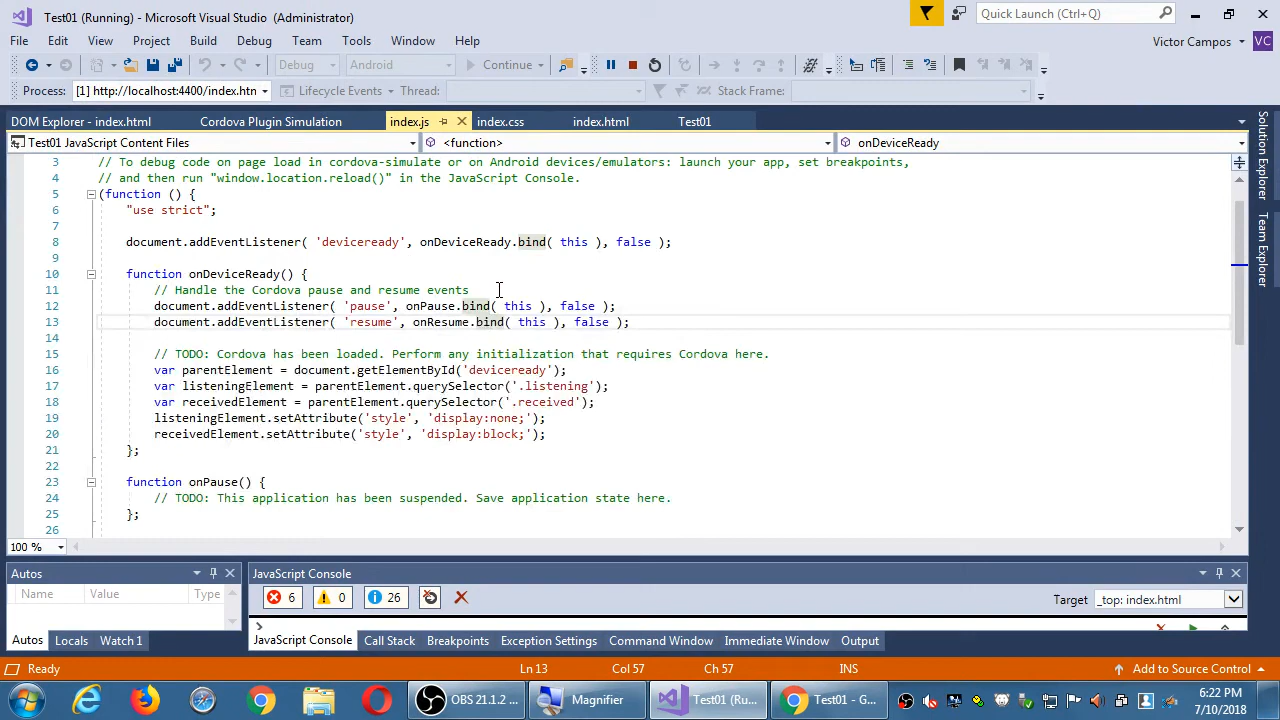 Test01 (Running) - Microsoft Visual Studio (Administrator)
Quick Launch (Ctrl+Q)
File Edit View Project Build Debug Team Tools Window Help
Victor Campos VC
Debug Android Continue
Process: [1] http://localhost:4400/index.htn Lifecycle Events Thread: Stack Frame:
DOM Explorer - index.html Cordova Plugin Simulation index.js index.css index.html Test01
Test01 JavaScript Content Files <function> onDeviceReady
3 // To debug code on page load in cordova-simulate or on Android devices/emulators: launch your app, set breakpoints,
4 // and then run "window.location.reload()" in the JavaScript Console.
5 (function () {
6 "use strict";
7
8 document.addEventListener( 'deviceready', onDeviceReady.bind( this ), false );
9
10 function onDeviceReady() {
11 // Handle the Cordova pause and resume events
12 document.addEventListener( 'pause', onPause.bind( this ), false );
13 document.addEventListener( 'resume', onResume.bind( this ), false );
14
15 // TODO: Cordova has been loaded. Perform any initialization that requires Cordova here.
16 var parentElement = document.getElementById('deviceready');
17 var listeningElement = parentElement.querySelector('.listening');
18 var receivedElement = parentElement.querySelector('.received');
19 listeningElement.setAttribute('style', 'display:none;');
20 receivedElement.setAttribute('style', 'display:block;');
21 };
22
23 function onPause() {
24 // TODO: This application has been suspended. Save application state here.
25 };
26
Solution Explorer
Team Explorer
100 %
Autos
Name Value Type
Autos Locals Watch 1
JavaScript Console
6 0 26
Target _top: index.html
>
JavaScript Console Call Stack Breakpoints Exception Settings Command Window Immediate Window Output
Ready Ln 13 Col 57 Ch 57 INS Add to Source Control
OBS 21.1.2 ... Magnifier Test01 (Ru... Test01 - G...
6:22 PM
7/10/2018